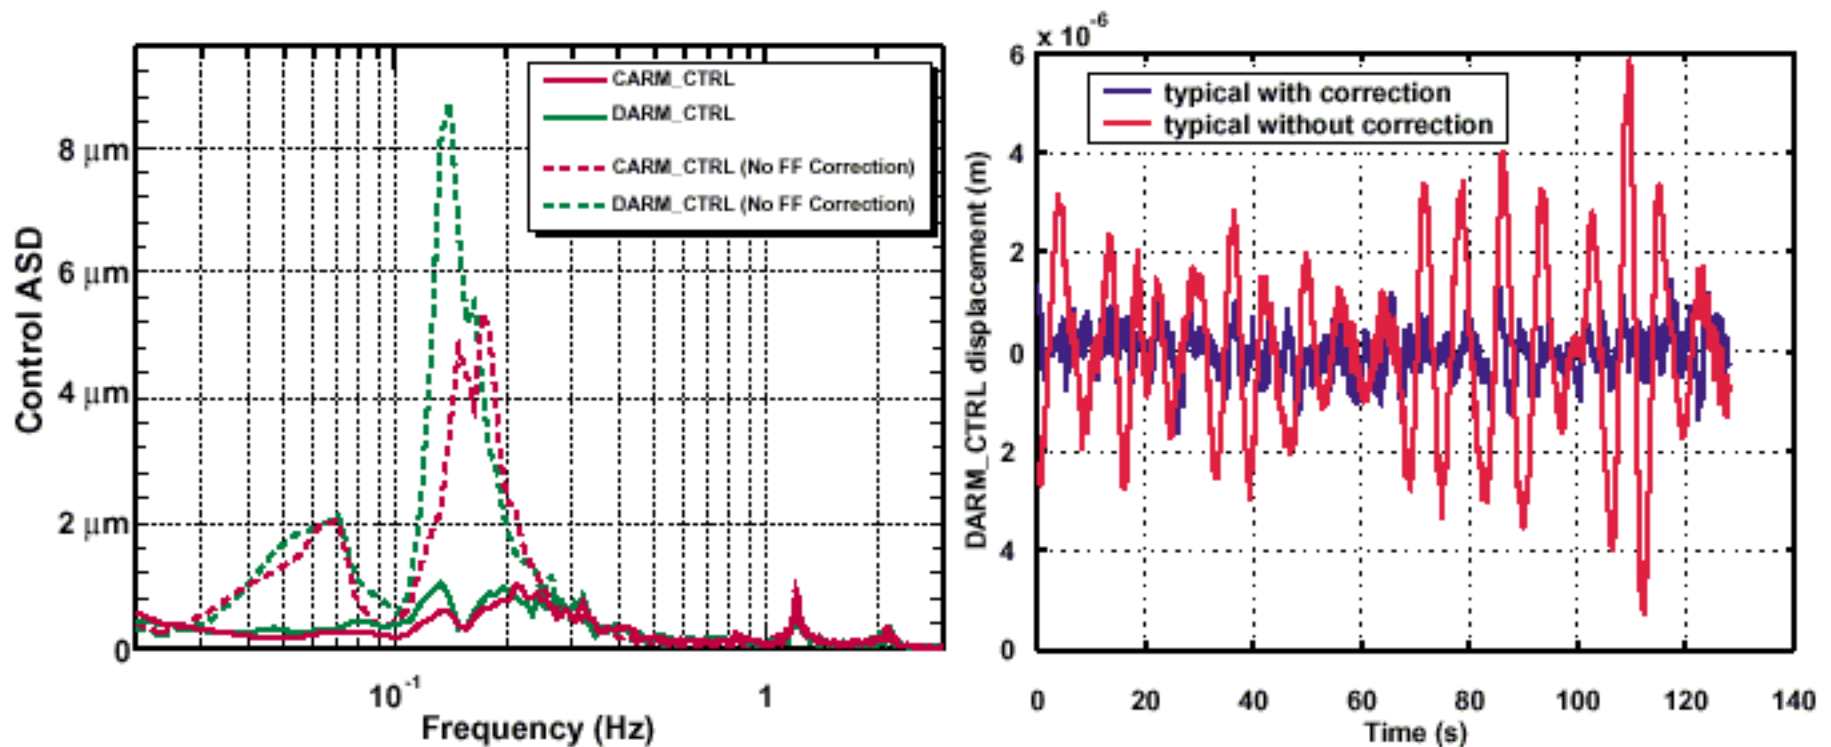 CARM_CTRL
DARM_CTRL
CARM_CTRL (No FF Correction)
DARM_CTRL (No FF Correction)
Control ASD
8 μm
6 μm
4 μm
2 μm
0
10-1
1
Frequency (Hz)
x 10-6
typical with correction
typical without correction
DARM_CTRL displacement (m)
6
4
2
0
2
4
0
0 20 40 60 80 100 120 140
Time (s)